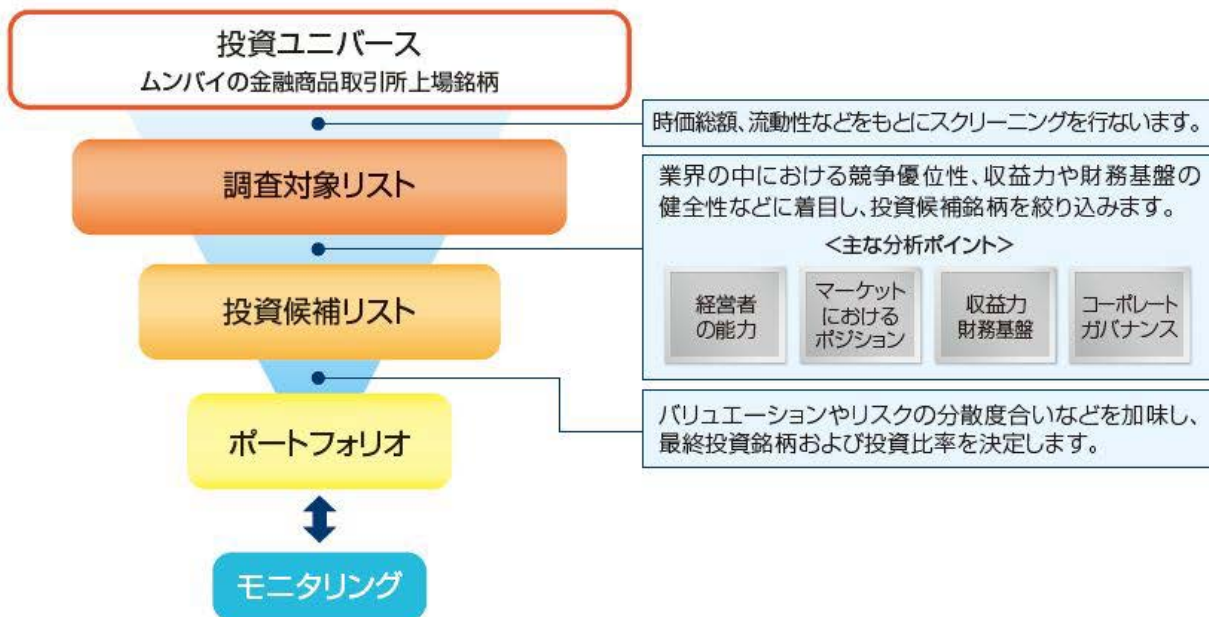 投資ユニバース
ムンバイの金融商品取引所上場銘柄
時価総額、流動性などをもとにスクリーニングを行ないます。
調査対象リスト
業界の中における競争優位性、収益力や財務基盤の
健全性などに着目し、投資候補銘柄を絞り込みます。
<主な分析ポイント>
経営者
の能力
マーケット
における
ポジション
収益力
財務基盤
コーポレート
ガバナンス
投資候補リスト
バリュエーションやリスクの分散度合いなどを加味し、
最終投資銘柄および投資比率を決定します。
ポートフォリオ
モニタリング